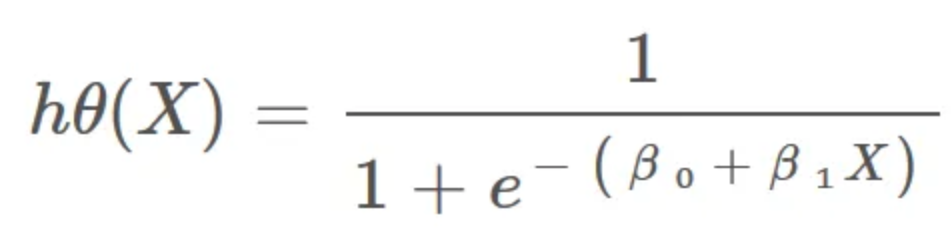 hθ(X) = 1 / (1 + e^−(β₀ + β₁X))